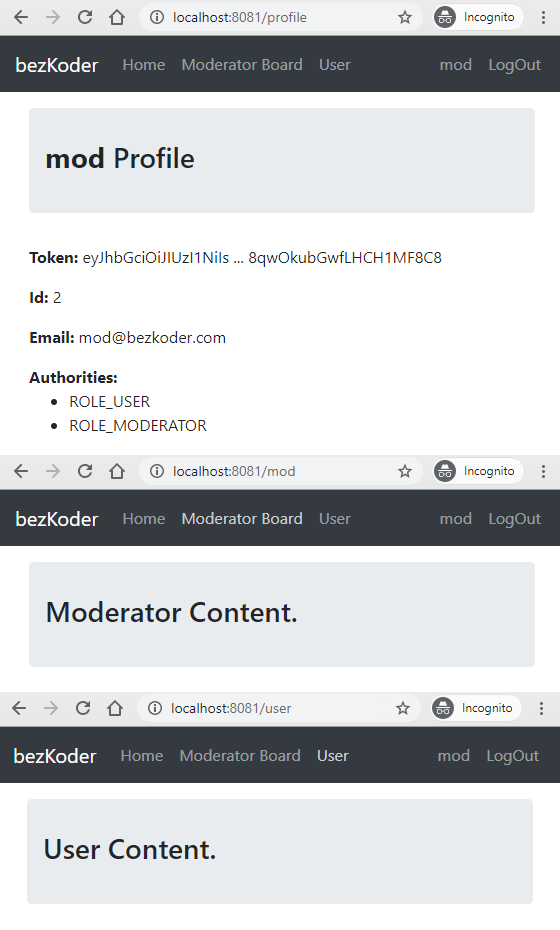 localhost:8081/profile Incognito
bezKoder Home Moderator Board User mod LogOut
mod Profile
Token: eyJhbGciOiJIUzI1NiIs ... 8qwOkubGwfLHCH1MF8C8
Id: 2
Email: mod@bezkoder.com
Authorities:
• ROLE_USER
• ROLE_MODERATOR
localhost:8081/mod Incognito
bezKoder Home Moderator Board User mod LogOut
Moderator Content.
localhost:8081/user Incognito
bezKoder Home Moderator Board User mod LogOut
User Content.